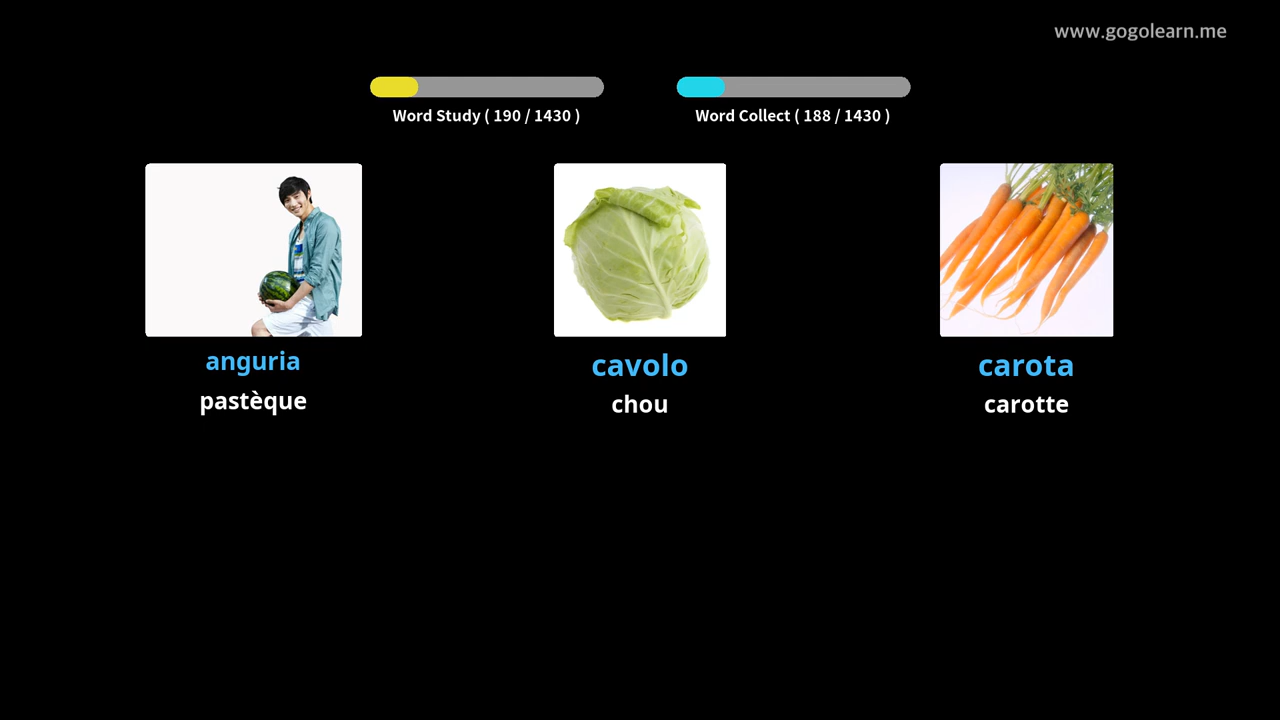 www.gogolearn.me
Word Study ( 190 / 1430 )
Word Collect ( 188 / 1430 )
anguria
cavolo
carota
pastèque
chou
carotte